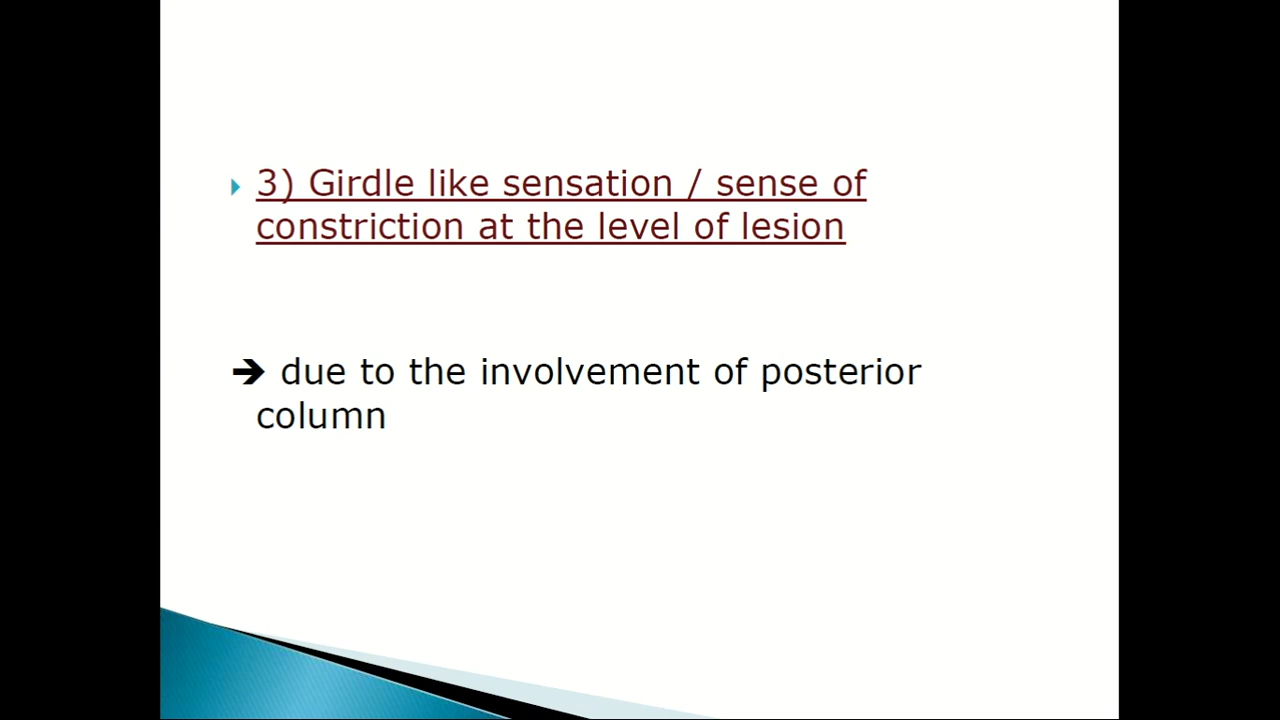 3) Girdle like sensation / sense of
constriction at the level of lesion
➔ due to the involvement of posterior
column